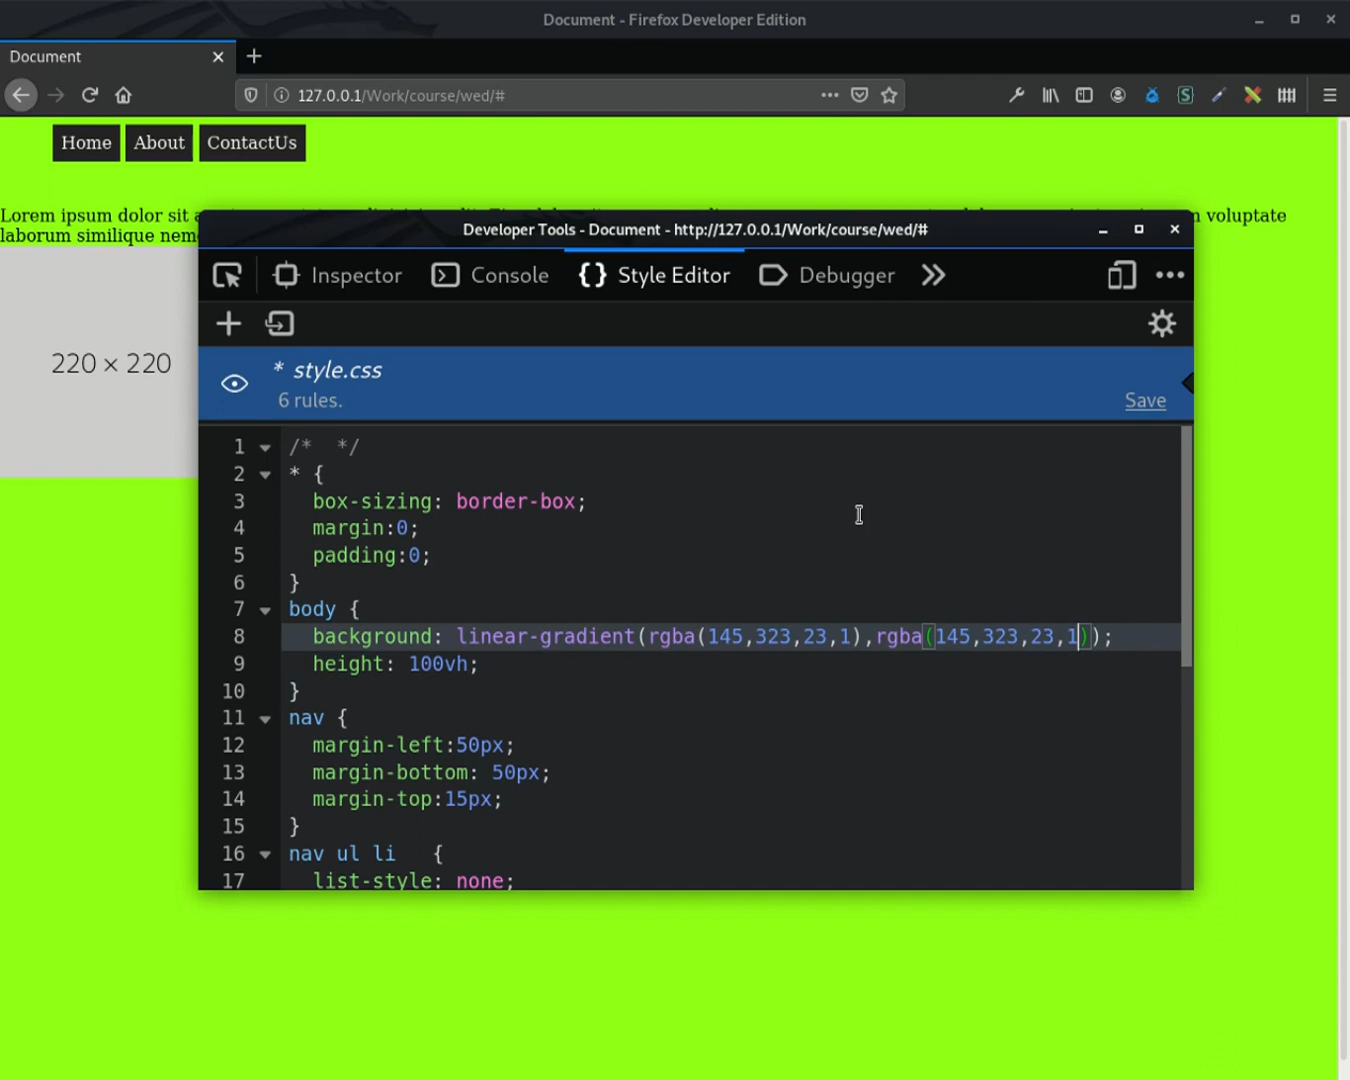 Document - Firefox Developer Edition
Document
127.0.0.1/Work/course/wed/#
Home About ContactUs
Lorem ipsum dolor sit
voluptate
laborum similique nem
220 × 220
Developer Tools - Document - http://127.0.0.1/Work/course/wed/#
Inspector Console {} Style Editor Debugger
* style.css
6 rules.
Save
1 /*  */
2 * {
3 box-sizing: border-box;
4 margin:0;
5 padding:0;
6 }
7 body {
8 background: linear-gradient(rgba(145,323,23,1),rgba(145,323,23,1));
9 height: 100vh;
10 }
11 nav {
12 margin-left:50px;
13 margin-bottom: 50px;
14 margin-top:15px;
15 }
16 nav ul li   {
17 list-style: none;